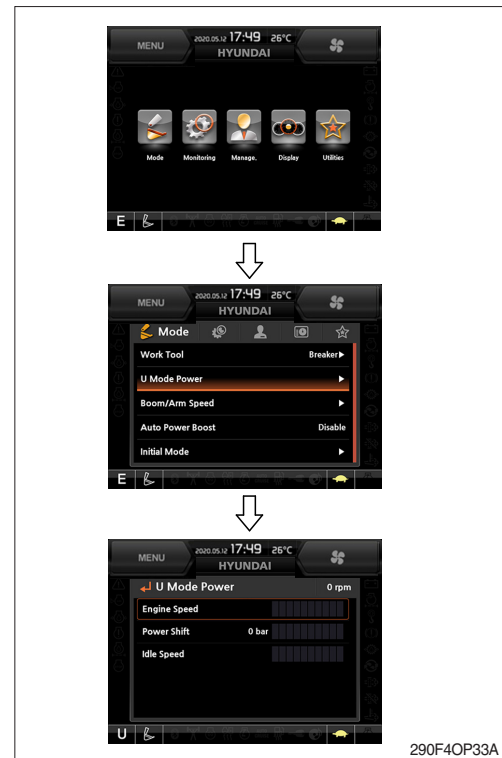 MENU 2020.05.12 17:49 26°C
HYUNDAI
Mode Monitoring Manage. Display Utilities
E
MENU 2020.05.12 17:49 26°C
HYUNDAI
Mode
Work Tool Breaker▶
U Mode Power ▶
Boom/Arm Speed ▶
Auto Power Boost Disable
Initial Mode ▶
E
MENU 2020.05.12 17:49 26°C
HYUNDAI
U Mode Power 0 rpm
Engine Speed
Power Shift 0 bar
Idle Speed
U
290F4OP33A